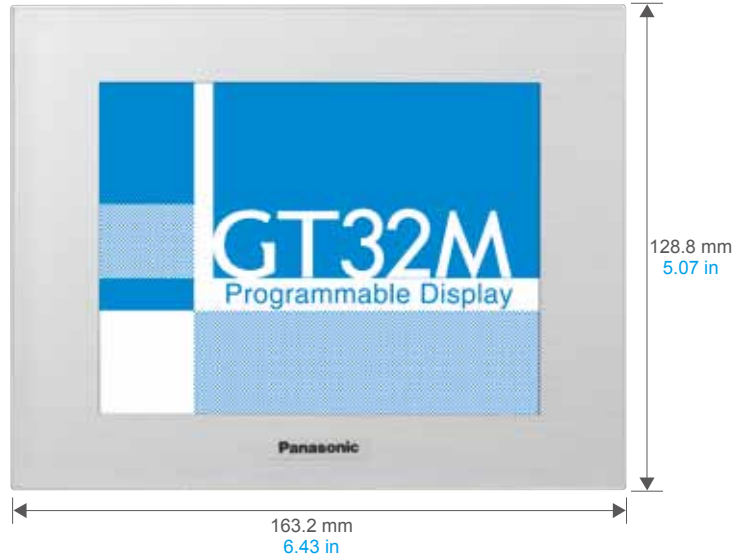 GT32M
Programmable Display
Panasonic
128.8 mm
5.07 in
163.2 mm
6.43 in